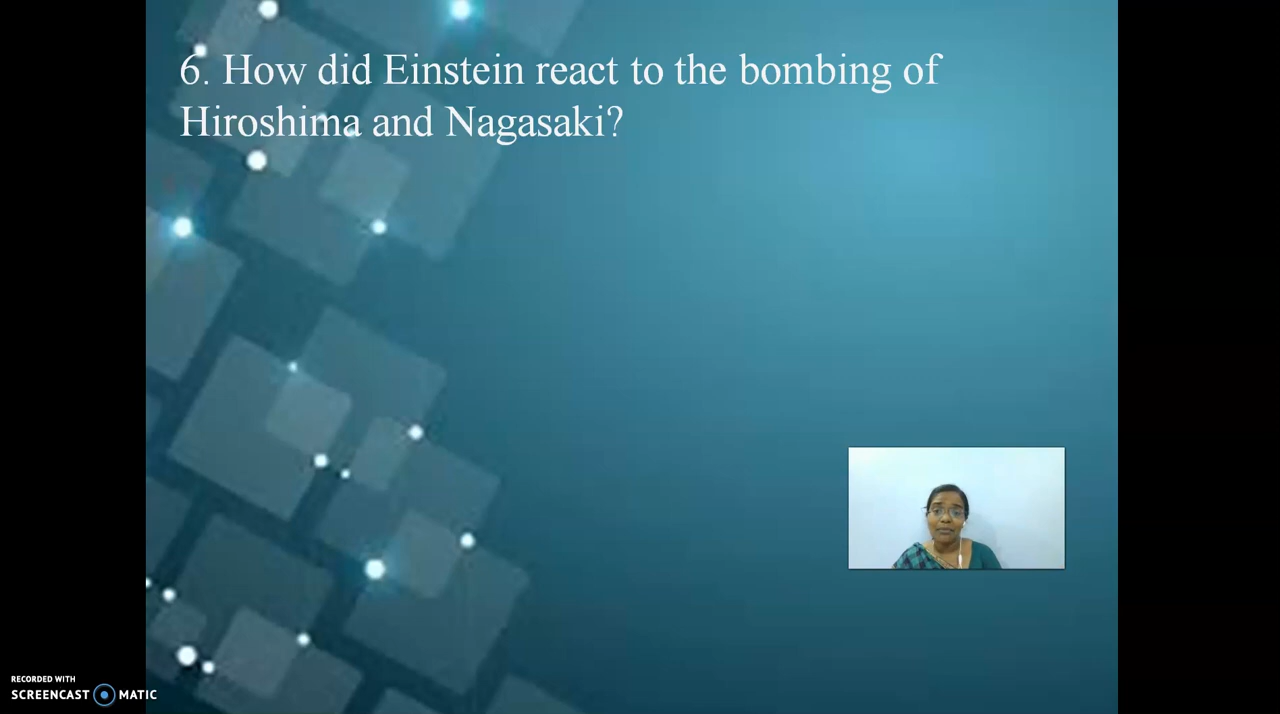 6. How did Einstein react to the bombing of
Hiroshima and Nagasaki?
RECORDED WITH
SCREENCAST MATIC